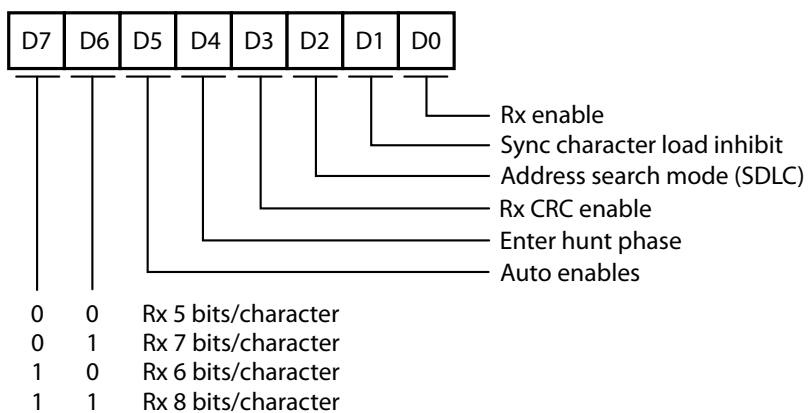 D7 D6 D5 D4 D3 D2 D1 D0
Rx enable
Sync character load inhibit
Address search mode (SDLC)
Rx CRC enable
Enter hunt phase
Auto enables
0 0 Rx 5 bits/character
0 1 Rx 7 bits/character
1 0 Rx 6 bits/character
1 1 Rx 8 bits/character